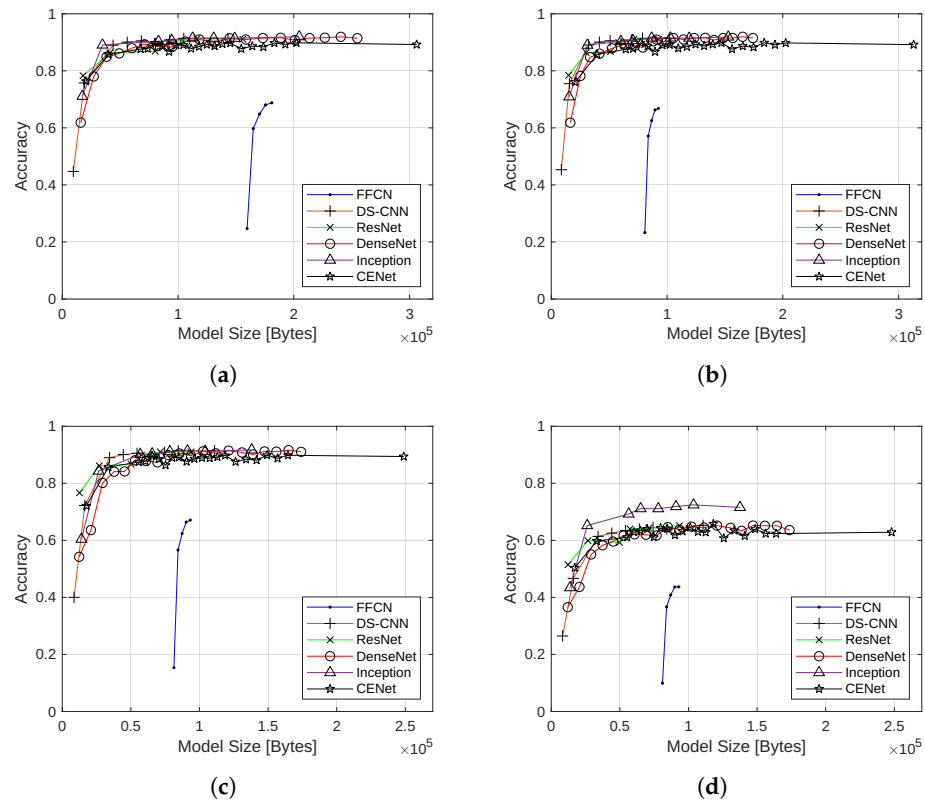 1
0.8
0.6
0.4
0.2
0
Accuracy
FFCN
DS-CNN
ResNet
DenseNet
Inception
CENet
0 1 2 3
Model Size [Bytes]
×10^5
(a)
1
0.8
0.6
0.4
0.2
0
Accuracy
FFCN
DS-CNN
ResNet
DenseNet
Inception
CENet
0 1 2 3
Model Size [Bytes]
×10^5
(b)
1
0.8
0.6
0.4
0.2
0
Accuracy
FFCN
DS-CNN
ResNet
DenseNet
Inception
CENet
0 0.5 1 1.5 2 2.5
Model Size [Bytes]
×10^5
(c)
1
0.8
0.6
0.4
0.2
0
Accuracy
FFCN
DS-CNN
ResNet
DenseNet
Inception
CENet
0 0.5 1 1.5 2 2.5
Model Size [Bytes]
×10^5
(d)